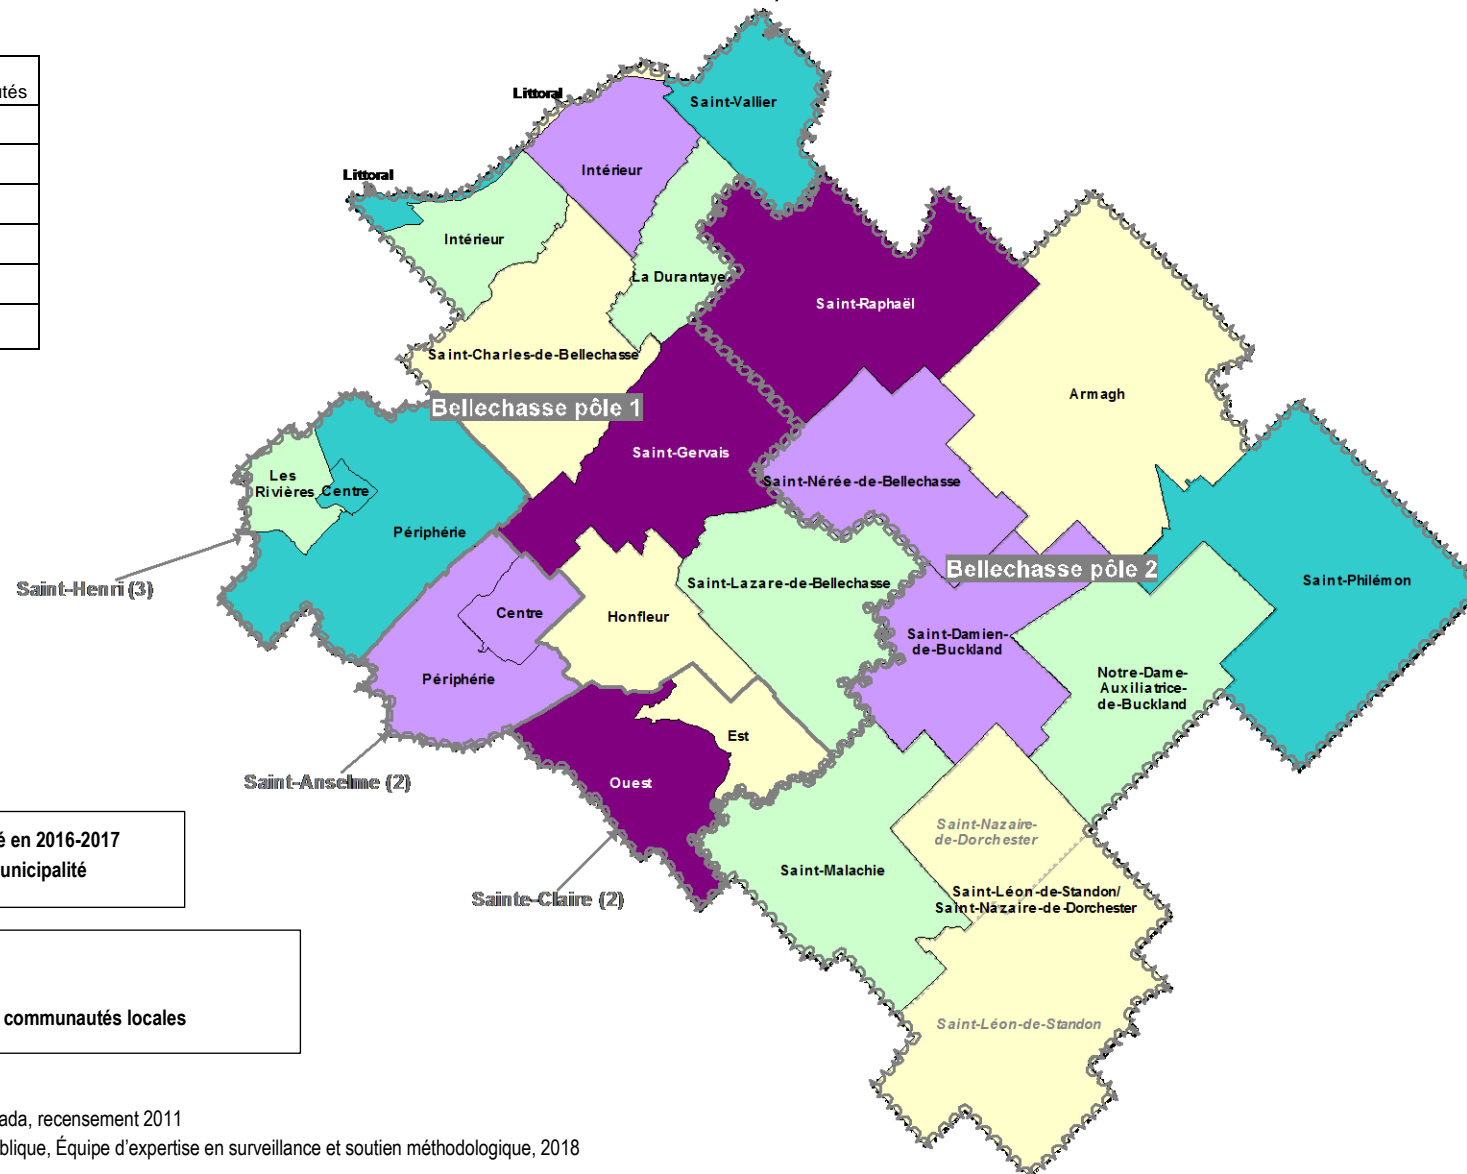 utés
Saint-Vallier
Littoral
Intérieur
Littoral
Intérieur
La Durantaye
Saint-Raphaël
Saint-Charles-de-Bellechasse
Armagh
Bellechasse pôle 1
Saint-Gervais
Les
Rivières
Centre
Saint-Nérée-de-Bellechasse
Périphérie
Bellechasse pôle 2
Saint-Philémon
Saint-Henri (3)
Saint-Lazare-de-Bellechasse
Centre
Honfleur
Saint-Damien-
de-Buckland
Périphérie
Notre-Dame-
Auxiliatrice-
de-Buckland
Est
Saint-Anselme (2)
Ouest
Saint-Nazaire-
de-Dorchester
é en 2016-2017
unicipalité
Saint-Malachie
Saint-Léon-de-Standon/
Saint-Nazaire-de-Dorchester
Sainte-Claire (2)
communautés locales
Saint-Léon-de-Standon
ada, recensement 2011
blique, Équipe d'expertise en surveillance et soutien méthodologique, 2018